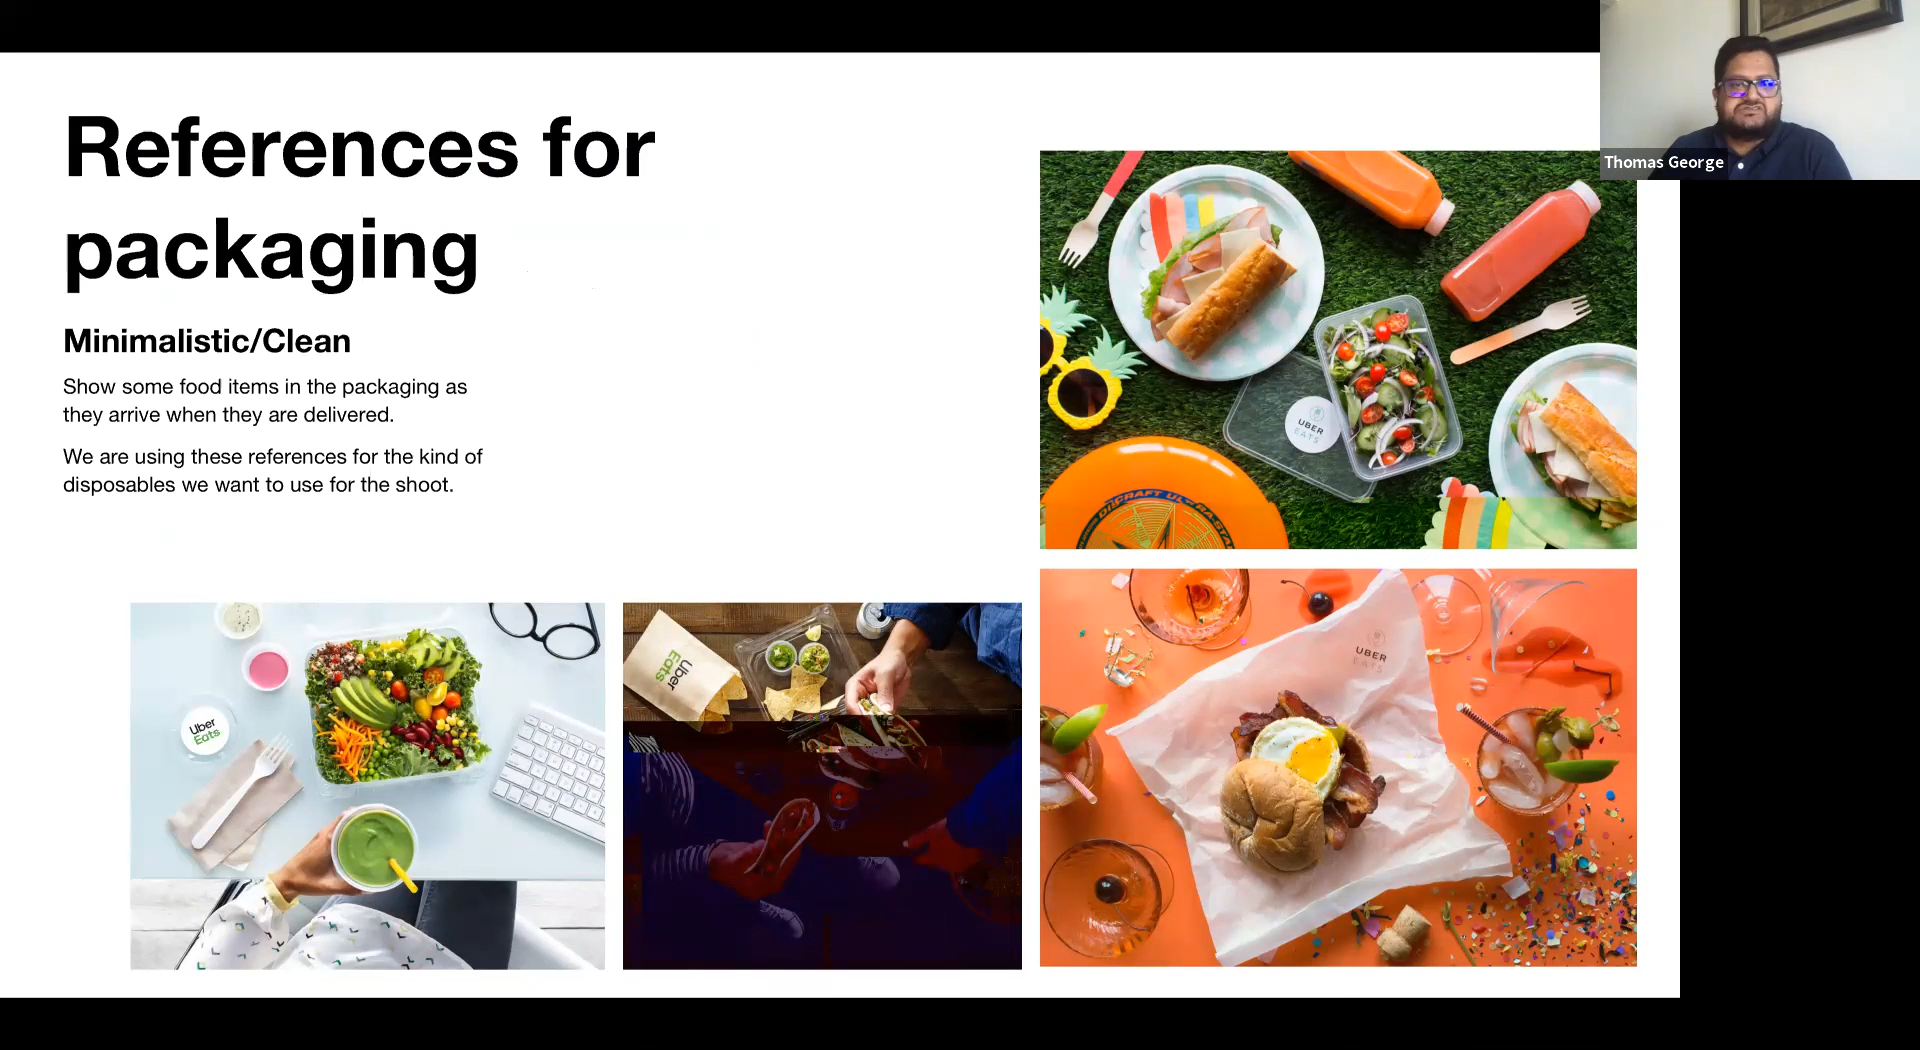 References for
packaging
Minimalistic/Clean
Show some food items in the packaging as
they arrive when they are delivered.
We are using these references for the kind of
disposables we want to use for the shoot.
Thomas George
UBER
EATS
Uber
Eats
Uber
Eats
UBER
EATS